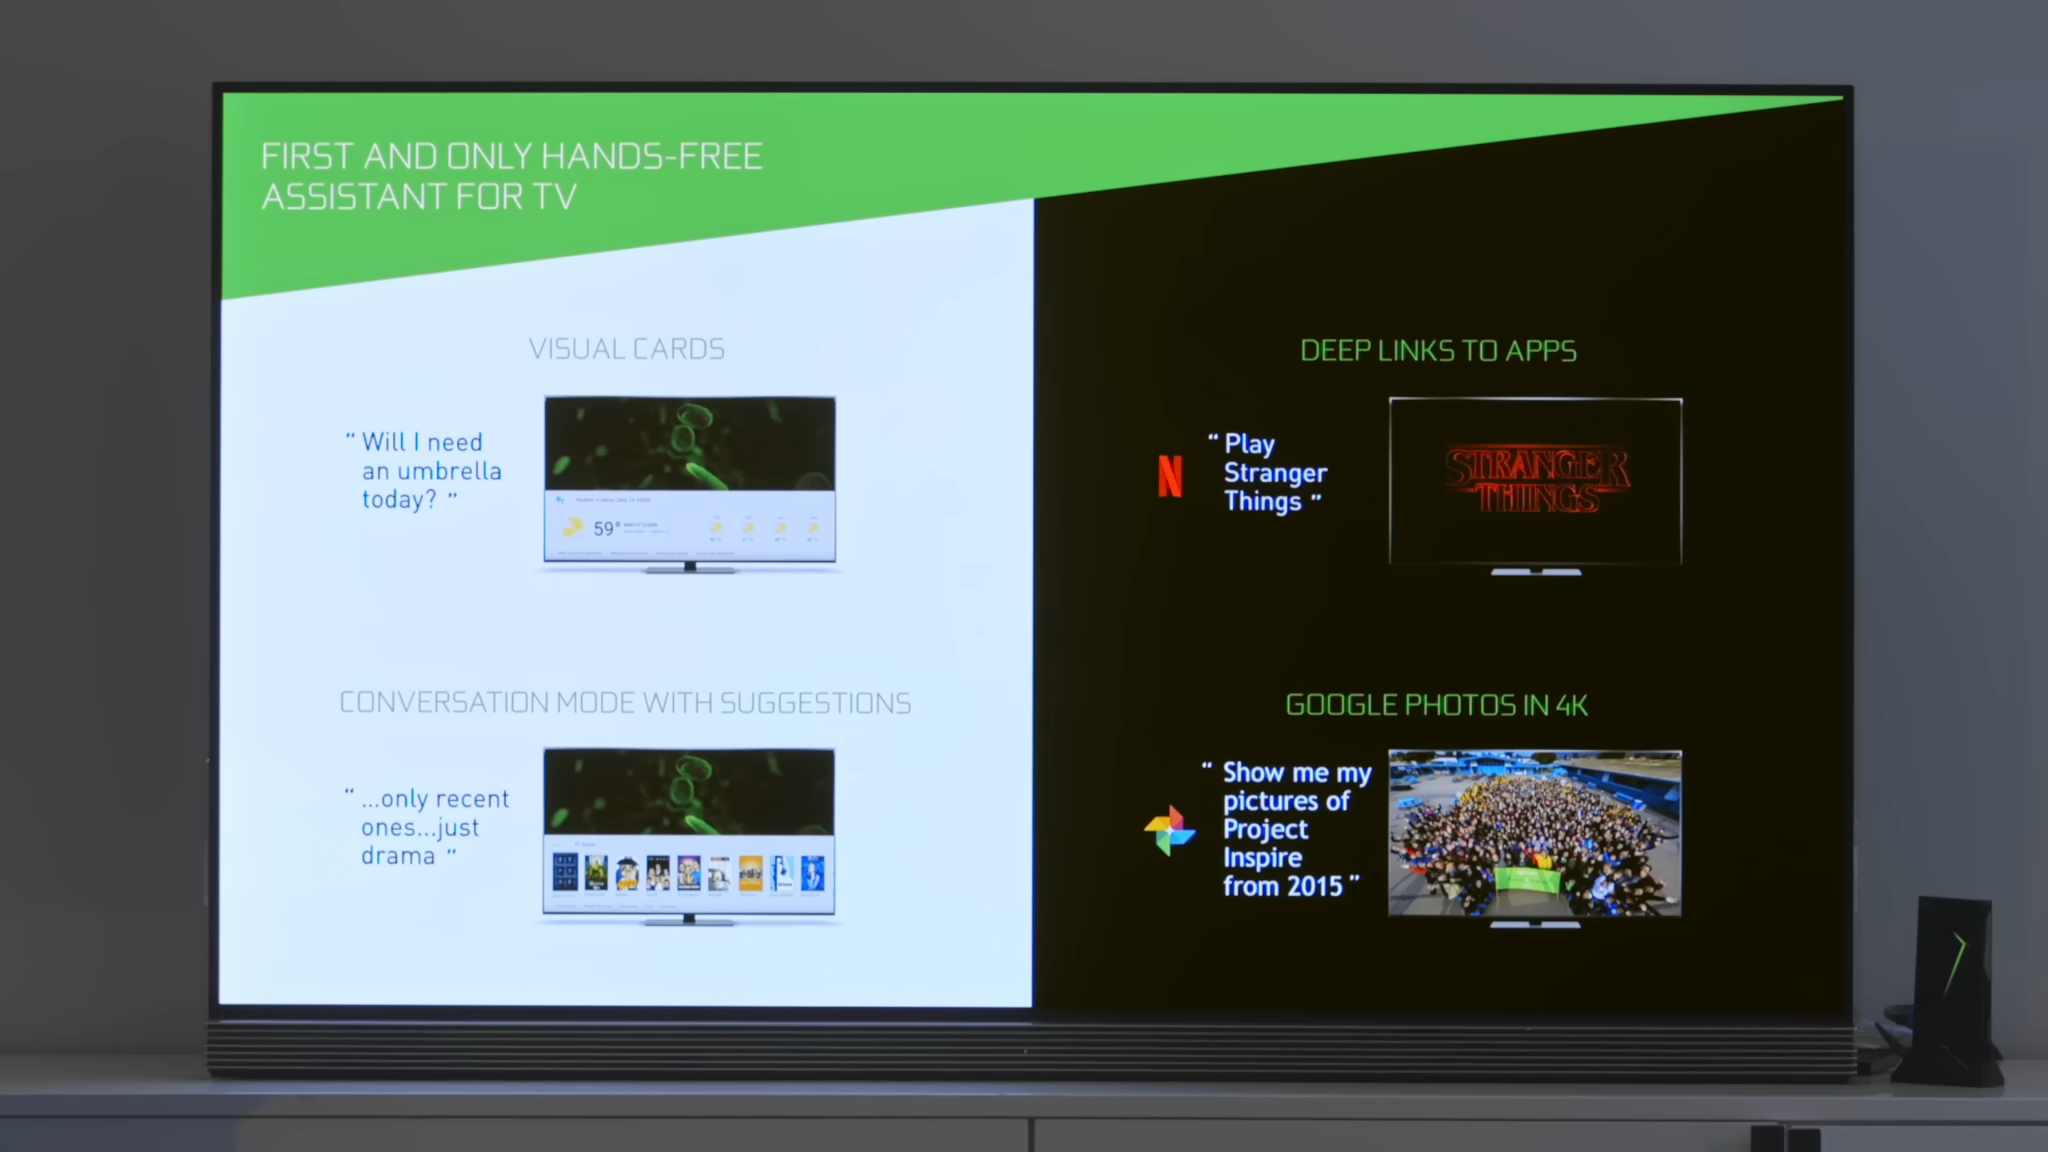 FIRST AND ONLY HANDS-FREE
ASSISTANT FOR TV
VISUAL CARDS
“ Will I need
an umbrella
today? ”
59°
CONVERSATION MODE WITH SUGGESTIONS
“ ...only recent
ones...just
drama ”
DEEP LINKS TO APPS
N
“ Play
Stranger
Things ”
STRANGER
THINGS
GOOGLE PHOTOS IN 4K
“ Show me my
pictures of
Project
Inspire
from 2015 ”